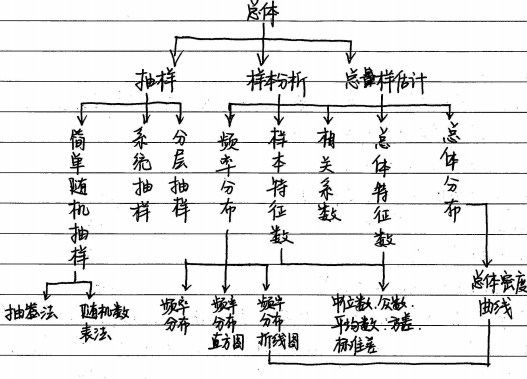 总体
抽样 样本分析 总量样估计
简单随机抽样 系统抽样 分层抽样 频率分布 样本特征数 相关系数 总体特征数 总体分布
抽签法 随机数表法
频率分布 频率分布直方图 频率分布折线图
中位数、众数、平均数、方差、标准差
总体密度曲线